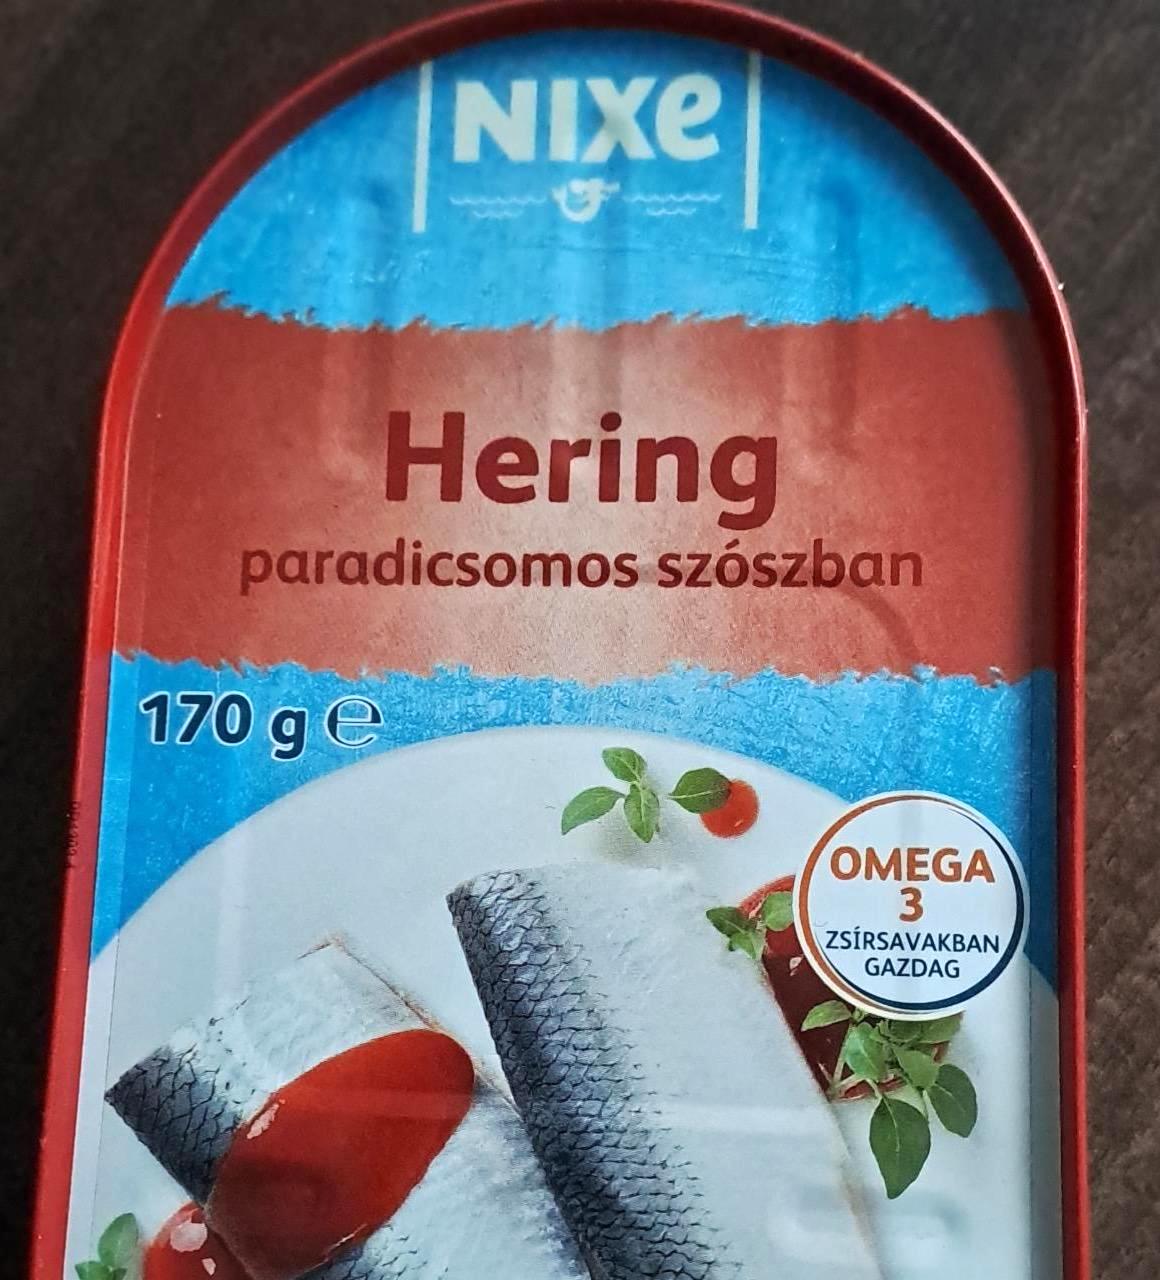 NIXe
Hering
paradicsomos szószban
170 g ℮
OMEGA
3
ZSÍRSAVAKBAN
GAZDAG